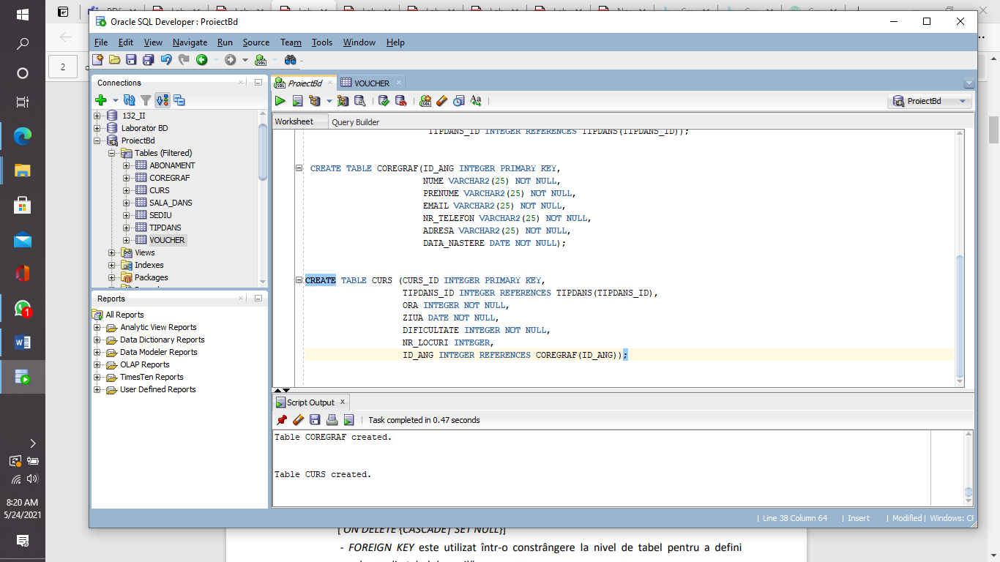 Oracle SQL Developer : ProiectBd
File Edit View Navigate Run Source Team Tools Window Help
2
Connections
132_II
Laborator BD
ProiectBd
Tables (Filtered)
ABONAMENT
COREGRAF
CURS
SALA_DANS
SEDIU
TIPDANS
VOUCHER
Views
Indexes
Packages
Reports
All Reports
Analytic View Reports
Data Dictionary Reports
Data Modeler Reports
OLAP Reports
TimesTen Reports
User Defined Reports
ProiectBd VOUCHER
SQL Aa ProiectBd
Worksheet Query Builder
TIPDANS_ID INTEGER REFERENCES TIPDANS(TIPDANS_ID));
CREATE TABLE COREGRAF(ID_ANG INTEGER PRIMARY KEY,
NUME VARCHAR2(25) NOT NULL,
PRENUME VARCHAR2(25) NOT NULL,
EMAIL VARCHAR2(25) NOT NULL,
NR_TELEFON VARCHAR2(25) NOT NULL,
ADRESA VARCHAR2(25) NOT NULL,
DATA_NASTERE DATE NOT NULL);
CREATE TABLE CURS (CURS_ID INTEGER PRIMARY KEY,
TIPDANS_ID INTEGER REFERENCES TIPDANS(TIPDANS_ID),
ORA INTEGER NOT NULL,
ZIUA DATE NOT NULL,
DIFICULTATE INTEGER NOT NULL,
NR_LOCURI INTEGER,
ID_ANG INTEGER REFERENCES COREGRAF(ID_ANG));
Script Output
Task completed in 0.47 seconds
Table COREGRAF created.
Table CURS created.
Line 38 Column 64 Insert Modified Windows: CR
[ ON DELETE {CASCADE| SET NULL}]
- FOREIGN KEY este utilizat într-o constrângere la nivel de tabel pentru a defini
1
8:20 AM
5/24/2021